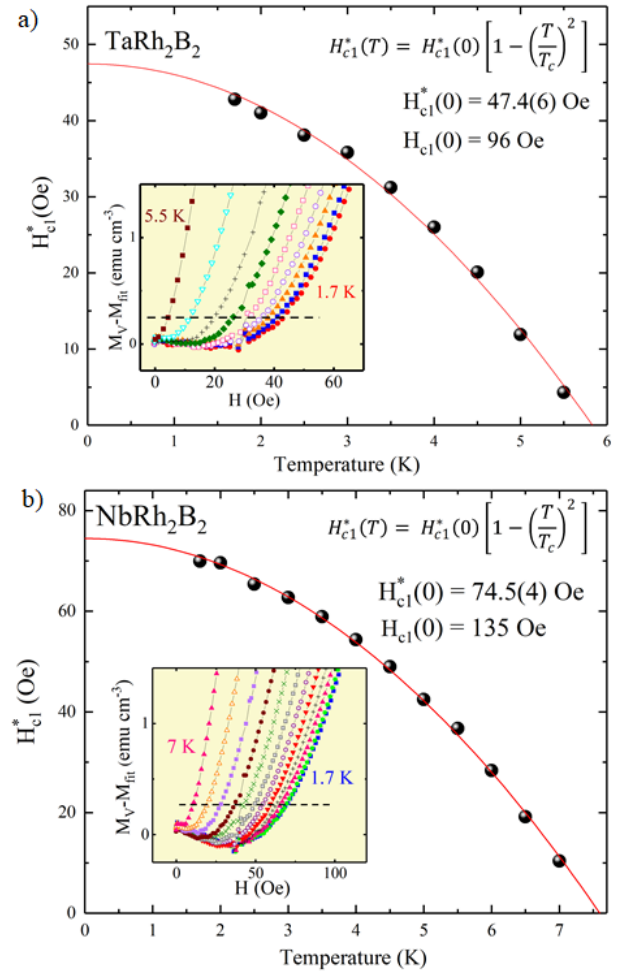 a)
TaRh₂B₂
H*c1(T) = H*c1(0) [1 − (T/Tc)²]
H*c1(0) = 47.4(6) Oe
Hc1(0) = 96 Oe
50
40
30
20
10
0
H*c1(Oe)
5.5 K
1.7 K
1
0
MV-Mfit (emu cm⁻³)
0 20 40 60
H (Oe)
0 1 2 3 4 5 6
Temperature (K)
b)
NbRh₂B₂
H*c1(T) = H*c1(0) [1 − (T/Tc)²]
H*c1(0) = 74.5(4) Oe
Hc1(0) = 135 Oe
80
60
40
20
0
H*c1 (Oe)
7 K
1.7 K
1
0
MV-Mfit (emu cm⁻³)
0 50 100
H (Oe)
0 1 2 3 4 5 6 7
Temperature (K)